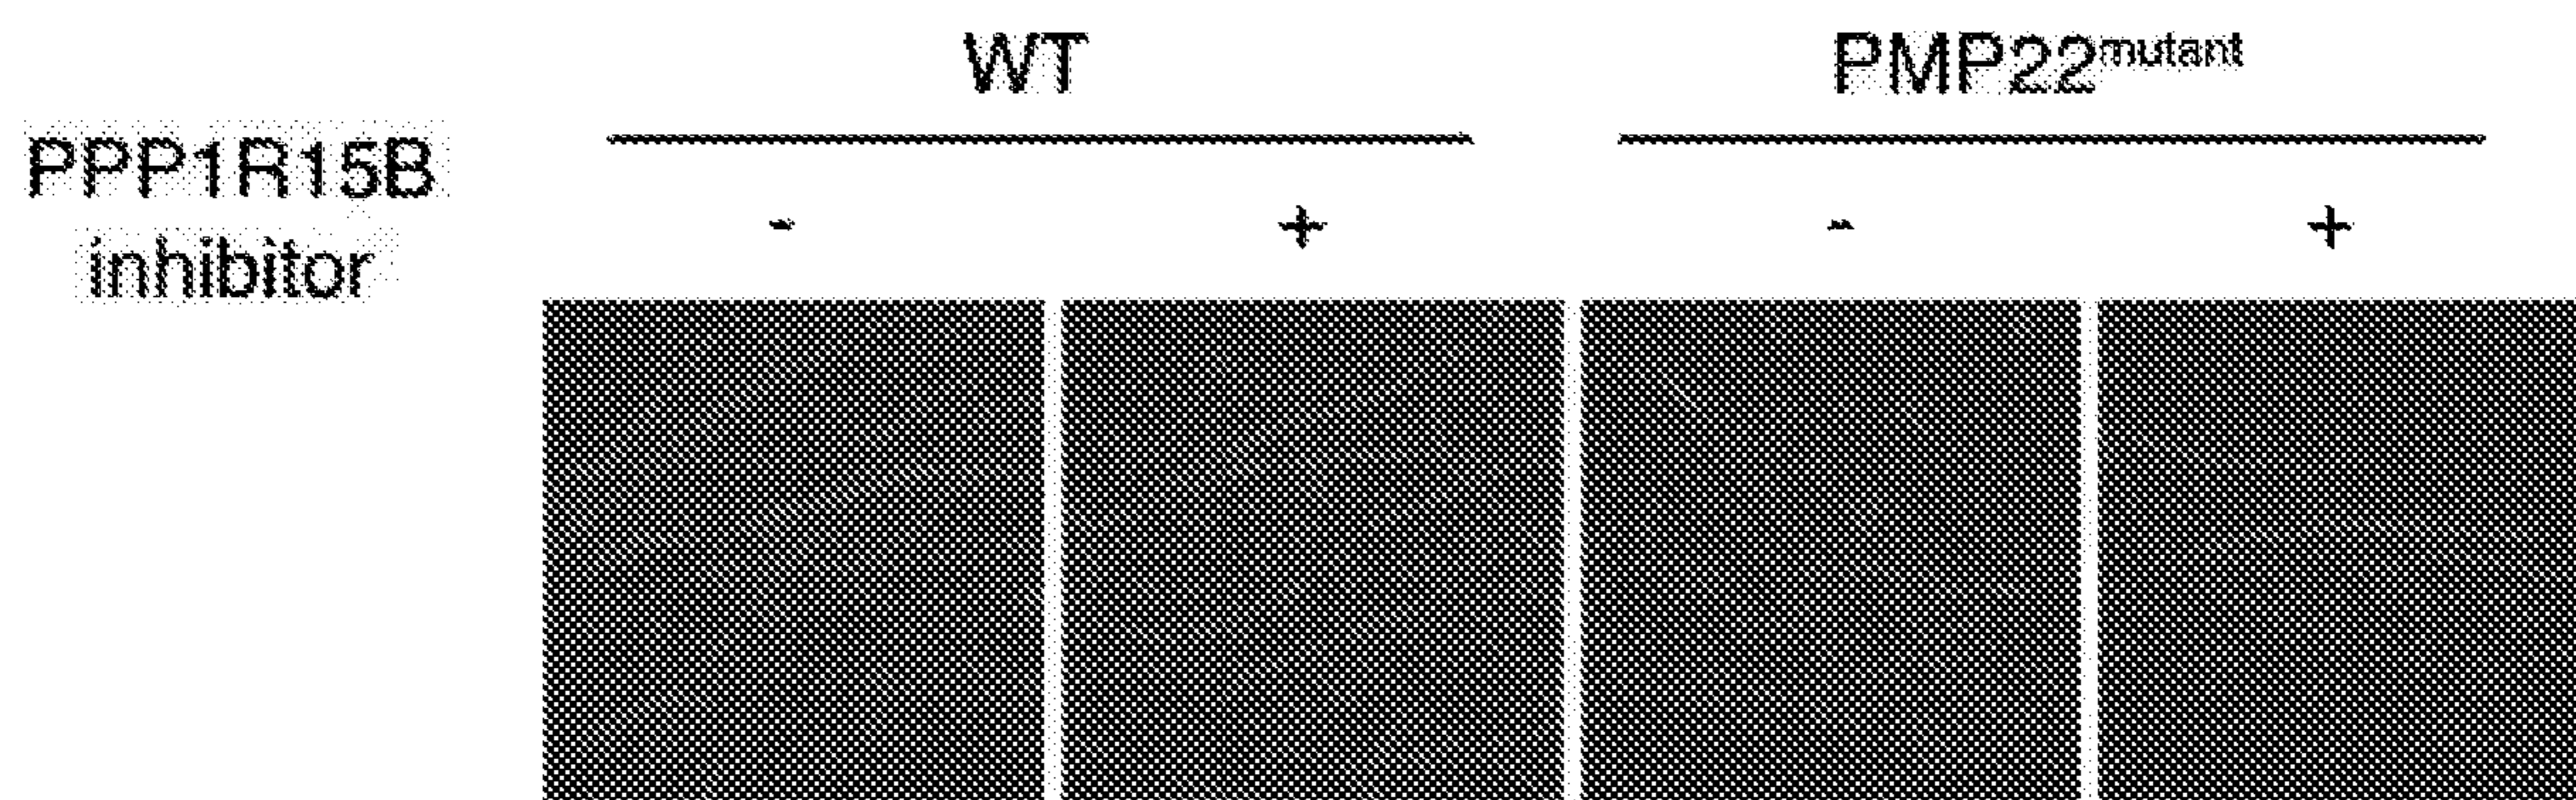 WT PMP22mutant
PPP1R15B
inhibitor
- + - +